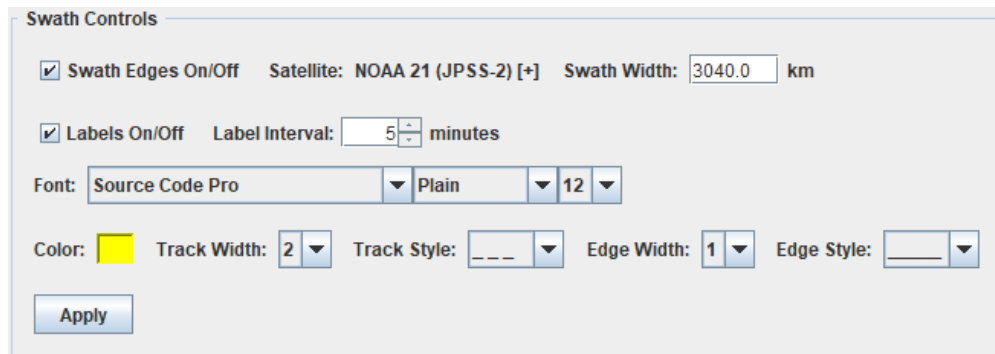 Swath Controls
Swath Edges On/Off Satellite: NOAA 21 (JPSS-2) [+] Swath Width: 3040.0 km
Labels On/Off Label Interval: 5 minutes
Font: Source Code Pro Plain 12
Color: Track Width: 2 Track Style: _ _ _ Edge Width: 1 Edge Style: _____
Apply